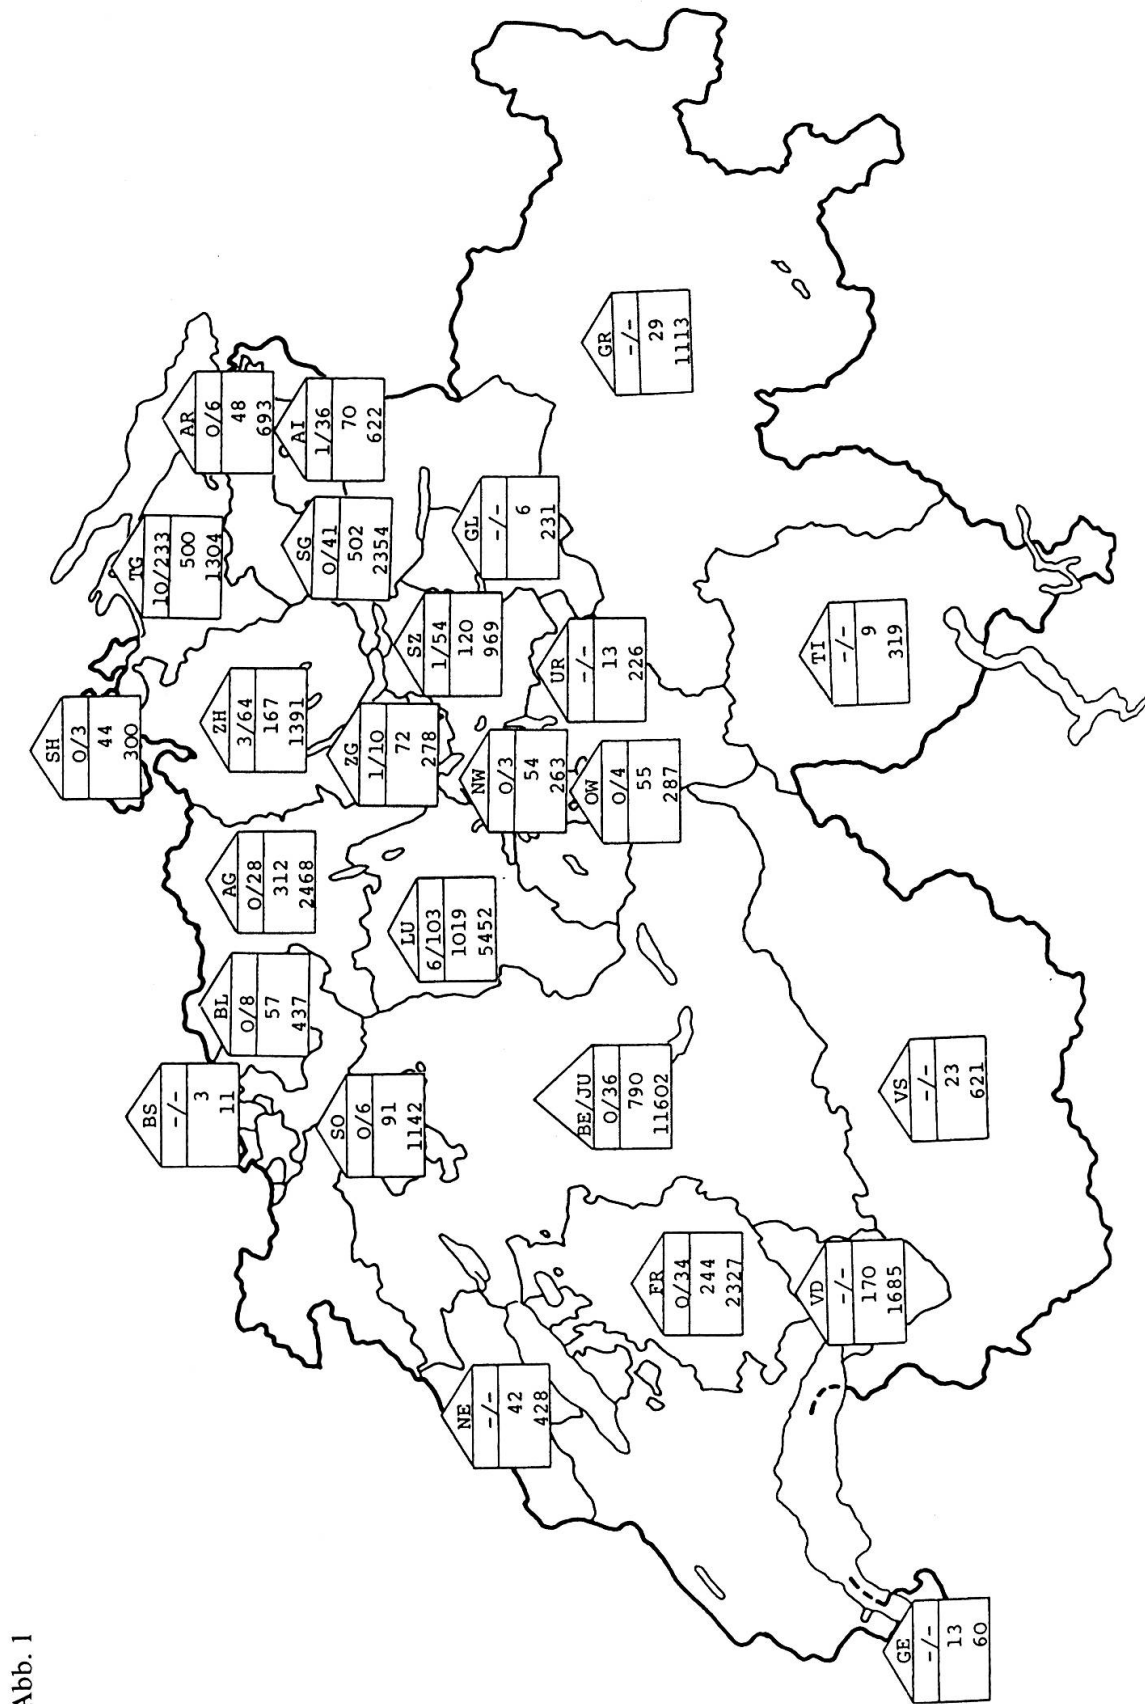 Abb. 1
SH
0/3
44
300
TG
10/233
500
1304
AR
0/6
48
693
AI
1/36
70
622
SG
0/41
502
2354
ZH
3/64
167
1391
BS
-/-
3
11
BL
0/8
57
437
AG
0/28
312
2468
SO
0/6
91
1142
LU
6/103
1019
5452
ZG
1/10
72
278
SZ
1/54
120
969
GL
-/-
6
231
NW
0/3
54
263
OW
0/4
55
287
UR
-/-
13
226
GR
-/-
29
1113
NE
-/-
42
428
BE/JU
0/36
790
11602
FR
0/34
244
2327
VD
-/-
170
1685
VS
-/-
23
621
TI
-/-
9
319
GE
-/-
13
60